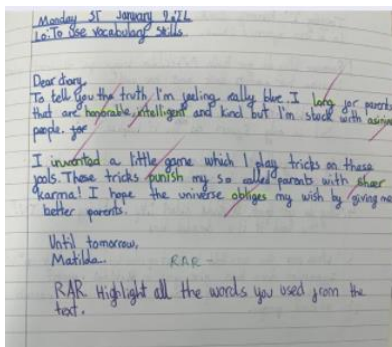 Monday 31st January 2022
LO: To use vocabulary skills.
Dear diary,
To tell you the truth, I'm feeling really blue. I long for parents
that are honorable, intelligent and kind but I'm stuck with asinine
people. for
I invented a little game which I play tricks on these
fools. These tricks punish my so called parents with sheer
karma! I hope the universe obliges my wish by giving me
better parents.
Until tomorrow,
Matilda...
RAR -
RAR Highlight all the words you used from the
text.